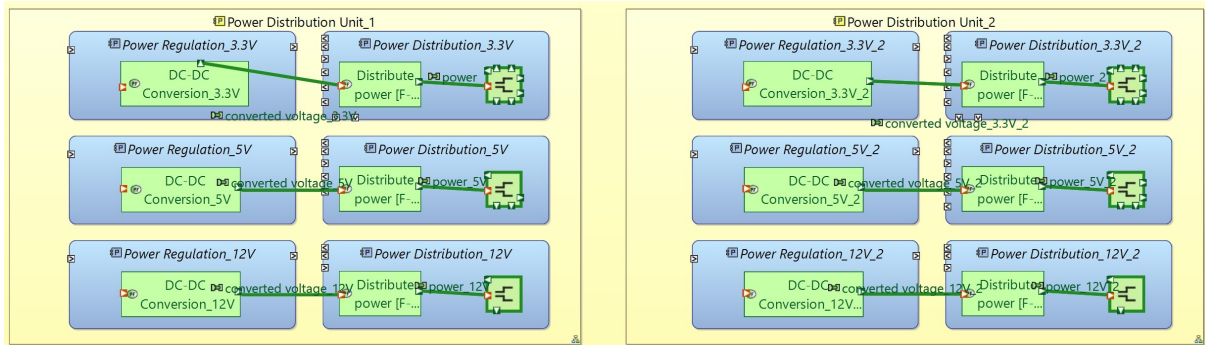 Power Distribution Unit_1
Power Regulation_3.3V
Power Distribution_3.3V
DC-DC
Conversion_3.3V
Distribute
power [F-...
power
converted voltage_3.3V
Power Regulation_5V
Power Distribution_5V
DC-DC
Conversion_5V
converted voltage_5V
Distribute
power [F-...
power_5V
Power Regulation_12V
Power Distribution_12V
DC-DC
Conversion_12V
converted voltage_12V
Distribute
power [F-...
power_12V
Power Distribution Unit_2
Power Regulation_3.3V_2
Power Distribution_3.3V_2
DC-DC
Conversion_3.3V_2
Distribute
power [F-...
power_2
converted voltage_3.3V_2
Power Regulation_5V_2
Power Distribution_5V_2
DC-DC
Conversion_5V_2
converted voltage_5V_2
Distribute
power [F-...
power_5V_2
Power Regulation_12V_2
Power Distribution_12V_2
DC-DC
Conversion_12V...
converted voltage_12V_2
Distribute
power [F-...
power_12V_2